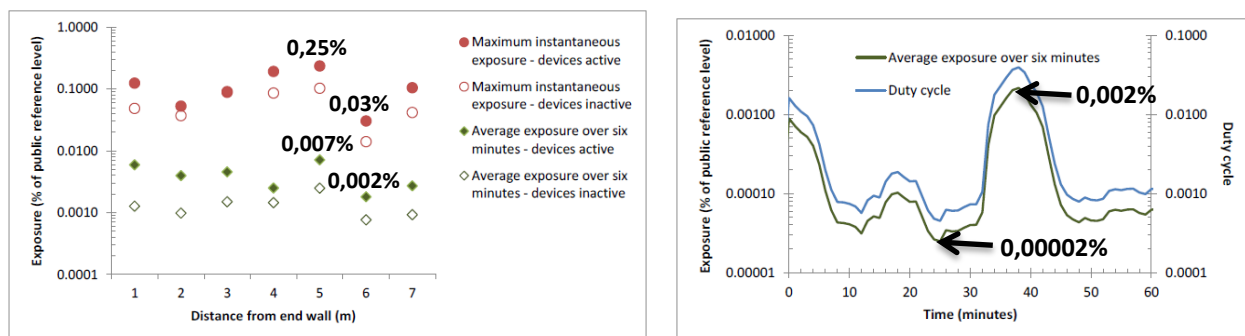 Exposure (% of public reference level)
1.0000
0.1000
0.0100
0.0010
0.0001
1 2 3 4 5 6 7
Distance from end wall (m)
0,25%
0,03%
0,007%
0,002%
Maximum instantaneous
exposure - devices active
Maximum instantaneous
exposure - devices inactive
Average exposure over six
minutes - devices active
Average exposure over six
minutes - devices inactive
Exposure (% of public reference level)
0.01000
0.00100
0.00010
0.00001
Average exposure over six minutes
Duty cycle
0,002%
0,00002%
0 10 20 30 40 50 60
Time (minutes)
0.1000
0.0100
0.0010
0.0001
Duty cycle